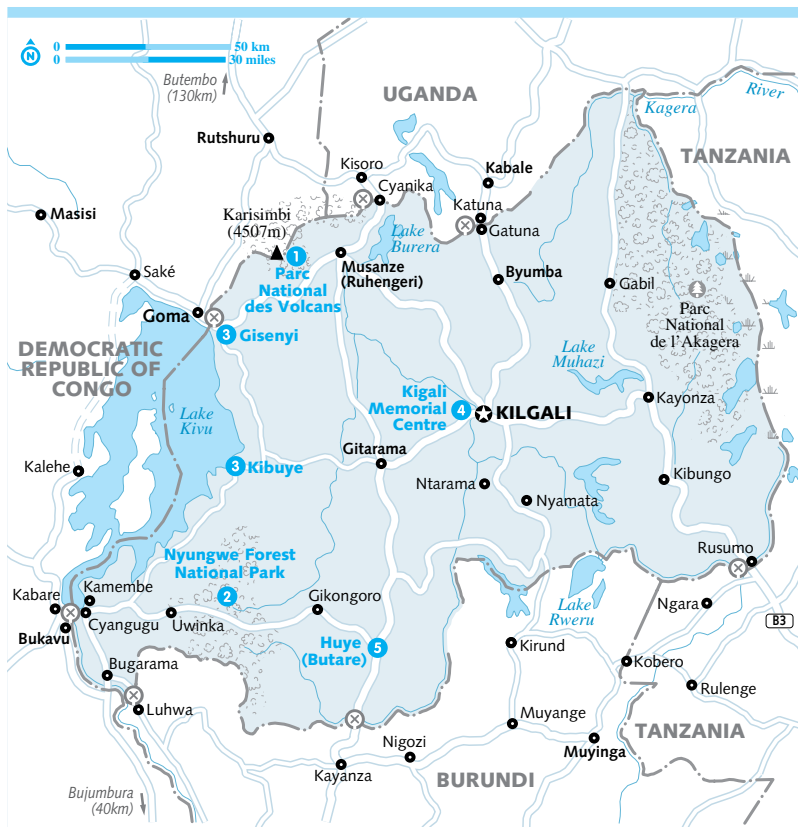 N
0
50 km
0
30 miles
Butembo
(130km)
UGANDA
Kagera
River
TANZANIA
Rutshuru
Kisoro
Kabale
Cyanika
Masisi
Karisimbi
(4507m)
Katuna
Gatuna
Lake
Burera
1
Parc
National
des Volcans
Musanze
(Ruhengeri)
Byumba
Saké
Gabil
Parc
National
de l'Akagera
Goma
3 Gisenyi
DEMOCRATIC
REPUBLIC OF
CONGO
Lake
Muhazi
Lake
Kivu
Kigali
Memorial
Centre
4
KILGALI
Kayonza
Gitarama
Kalehe
3 Kibuye
Ntarama
Kibungo
Nyamata
Nyungwe Forest
National Park
2
Rusumo
Kabare
Kamembe
Gikongoro
Lake
Rweru
Ngara
Cyangugu
Uwinka
B3
Bukavu
Huye
(Butare)
5
Kirund
Bugarama
Kobero
Rulenge
Luhwa
Muyange
TANZANIA
Nigozi
Muyinga
Kayanza
BURUNDI
Bujumbura
(40km)